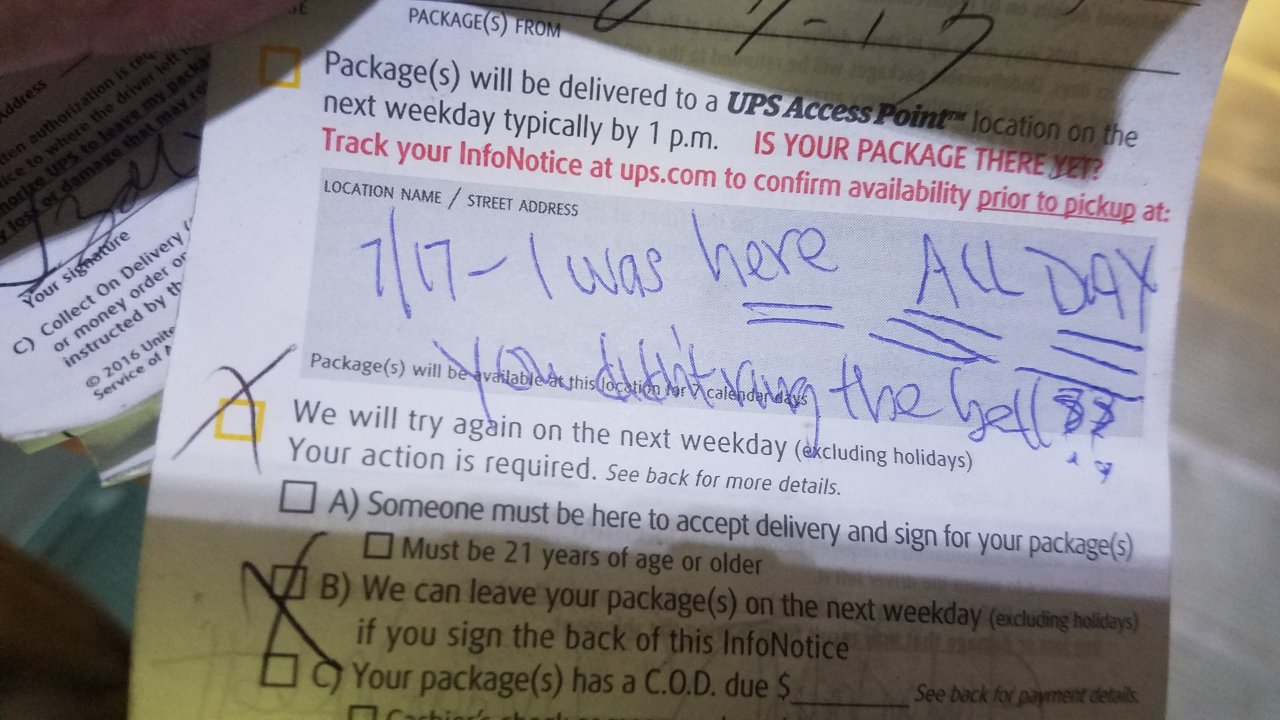 PACKAGE(S) FROM
Package(s) will be delivered to a UPS Access Point™ location on the
next weekday typically by 1 p.m. IS YOUR PACKAGE THERE YET?
Track your InfoNotice at ups.com to confirm availability prior to pickup at:
LOCATION NAME / STREET ADDRESS
7/17 - I was here ALL DAY
You didn't ring the bell!!
Package(s) will be available at this location for 7 calendar days
We will try again on the next weekday (excluding holidays)
Your action is required. See back for more details.
A) Someone must be here to accept delivery and sign for your package(s)
Must be 21 years of age or older
B) We can leave your package(s) on the next weekday (excluding holidays)
if you sign the back of this InfoNotice
C) Your package(s) has a C.O.D. due $ See back for payment details.
Address
Your signature
C) Collect On Delivery
or money order or
instructed by th
© 2016 Unite
Service of A